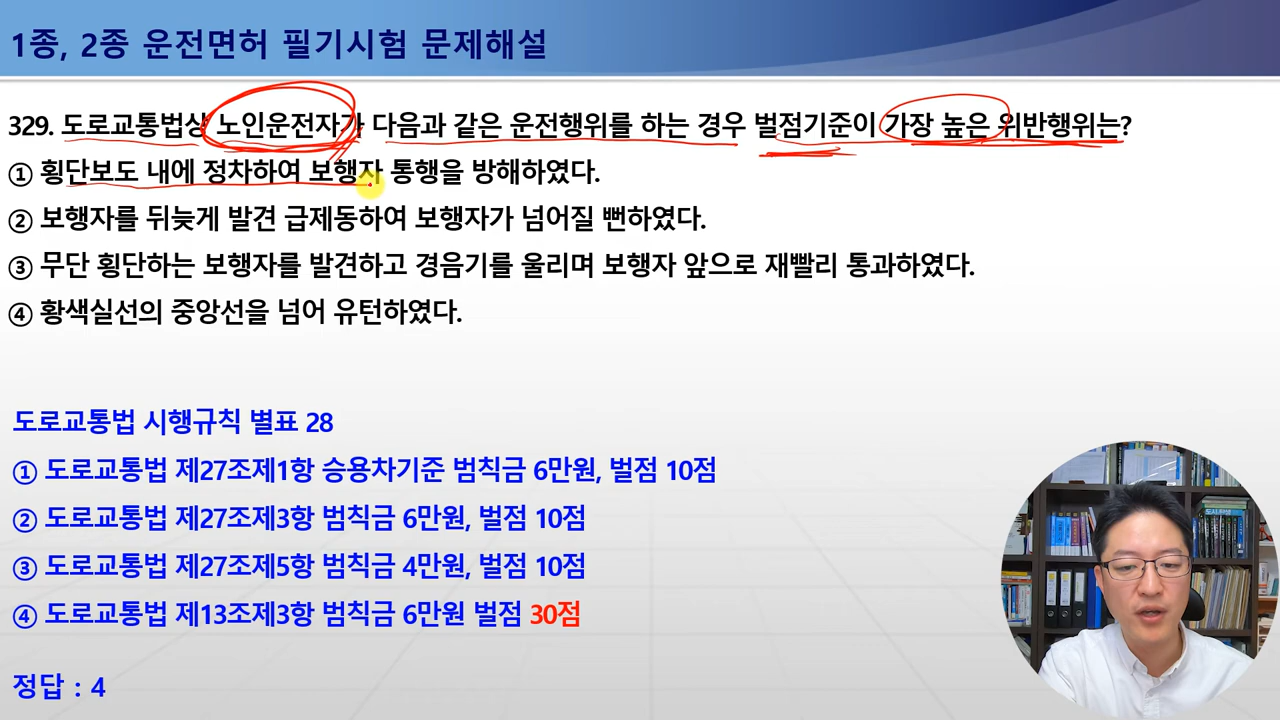 1종, 2종 운전면허 필기시험 문제해설
329. 도로교통법상 노인운전자가 다음과 같은 운전행위를 하는 경우 벌점기준이 가장 높은 위반행위는?
① 횡단보도 내에 정차하여 보행자 통행을 방해하였다.
② 보행자를 뒤늦게 발견 급제동하여 보행자가 넘어질 뻔하였다.
③ 무단 횡단하는 보행자를 발견하고 경음기를 울리며 보행자 앞으로 재빨리 통과하였다.
④ 황색실선의 중앙선을 넘어 유턴하였다.
도로교통법 시행규칙 별표 28
① 도로교통법 제27조제1항 승용차기준 범칙금 6만원, 벌점 10점
② 도로교통법 제27조제3항 범칙금 6만원, 벌점 10점
③ 도로교통법 제27조제5항 범칙금 4만원, 벌점 10점
④ 도로교통법 제13조제3항 범칙금 6만원 벌점 30점
정답 : 4